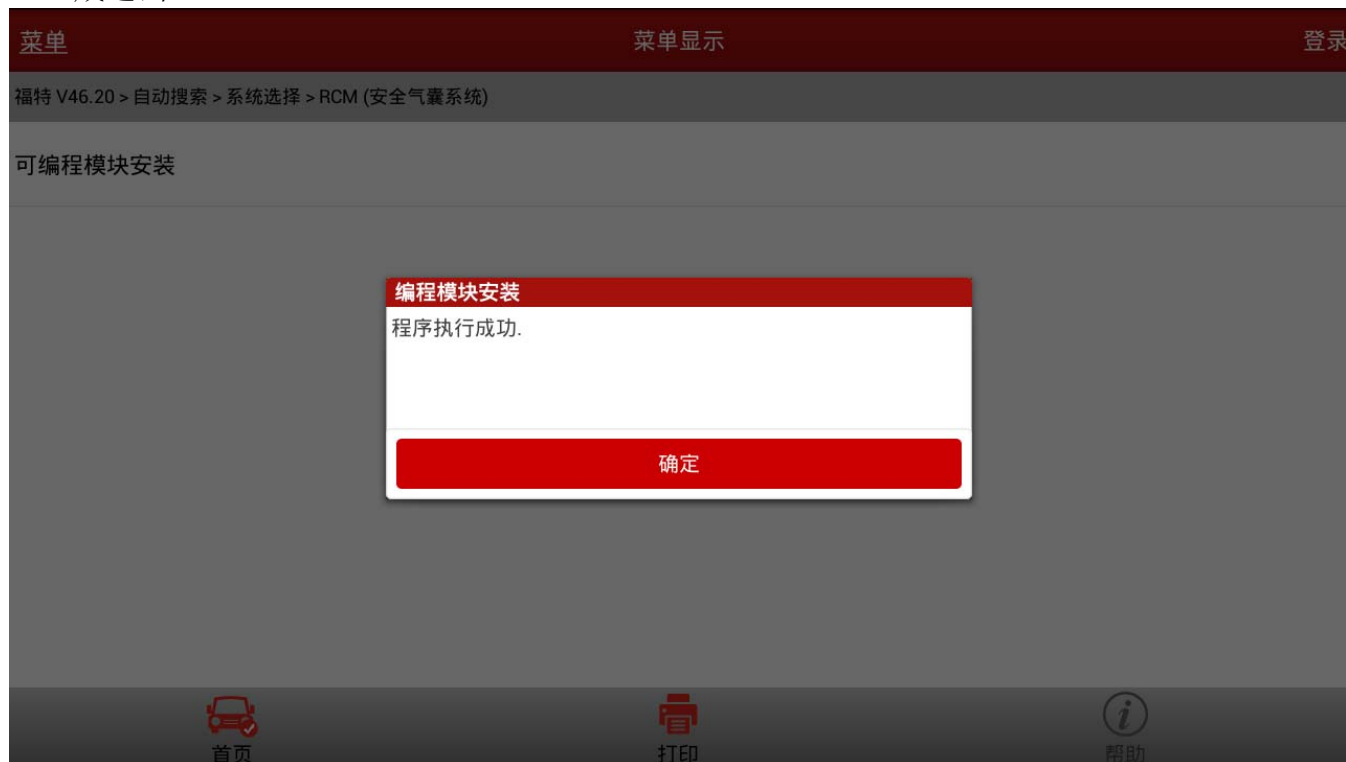 菜单
菜单显示
登录
福特 V46.20 > 自动搜索 > 系统选择 > RCM (安全气囊系统)
可编程模块安装
编程模块安装
程序执行成功.
确定
首页
打印
帮助